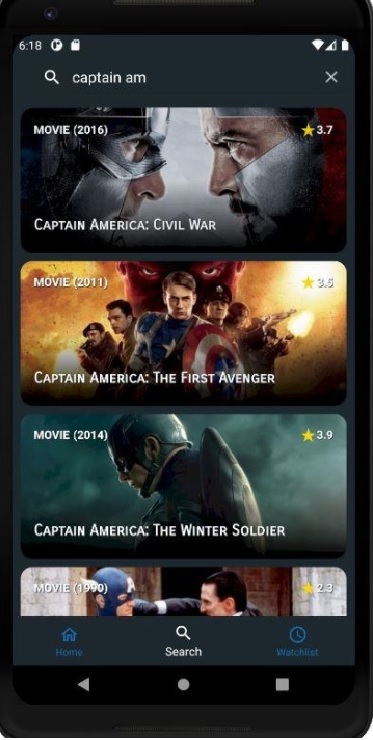 6:18
captain am
MOVIE (2016)
3.7
CAPTAIN AMERICA: CIVIL WAR
MOVIE (2011)
3.5
CAPTAIN AMERICA: THE FIRST AVENGER
MOVIE (2014)
3.9
CAPTAIN AMERICA: THE WINTER SOLDIER
MOVIE (1990)
2.3
Home
Search
Watchlist